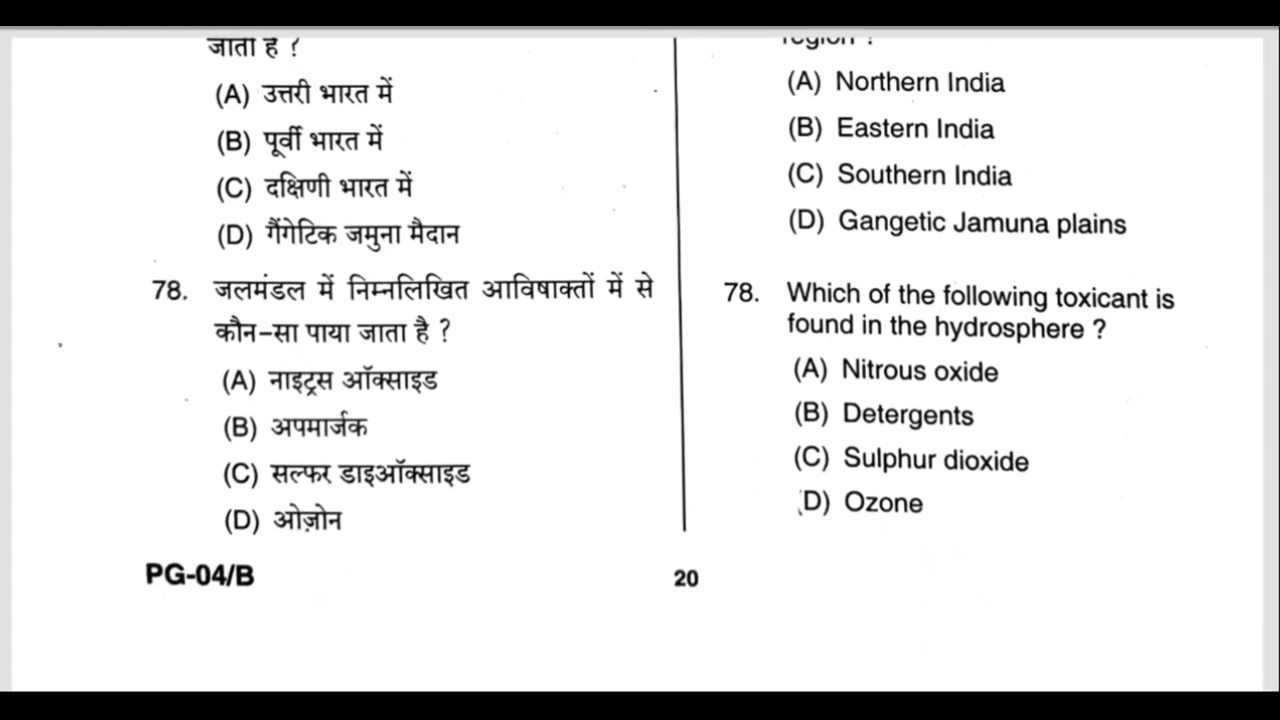 जाता है ?
(A) उत्तरी भारत में
(B) पूर्वी भारत में
(C) दक्षिणी भारत में
(D) गैंगेटिक जमुना मैदान
78. जलमंडल में निम्नलिखित आविषाक्तों में से
कौन-सा पाया जाता है ?
(A) नाइट्रस ऑक्साइड
(B) अपमार्जक
(C) सल्फर डाइऑक्साइड
(D) ओज़ोन
region ?
(A) Northern India
(B) Eastern India
(C) Southern India
(D) Gangetic Jamuna plains
78. Which of the following toxicant is
found in the hydrosphere ?
(A) Nitrous oxide
(B) Detergents
(C) Sulphur dioxide
(D) Ozone
PG-04/B
20